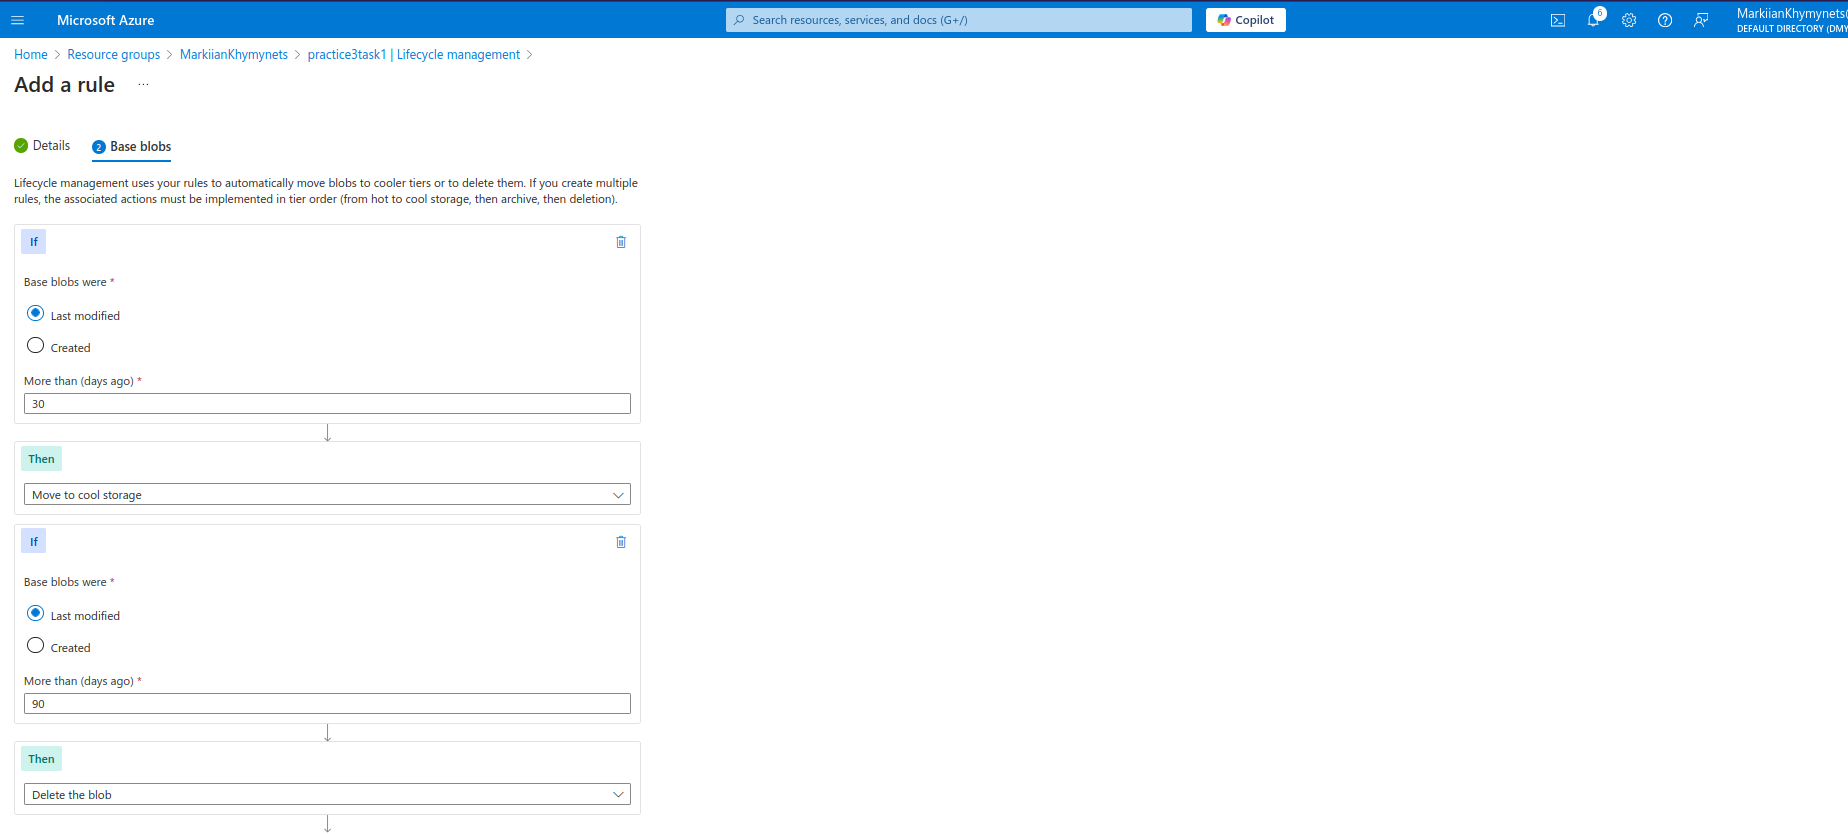 Microsoft Azure
Search resources, services, and docs (G+/)
Copilot
6
MarkiianKhymynets(
DEFAULT DIRECTORY (DMY
Home > Resource groups > MarkiianKhymynets > practice3task1 | Lifecycle management >
Add a rule ...
Details
2 Base blobs
Lifecycle management uses your rules to automatically move blobs to cooler tiers or to delete them. If you create multiple
rules, the associated actions must be implemented in tier order (from hot to cool storage, then archive, then deletion).
If
Base blobs were *
Last modified
Created
More than (days ago) *
30
Then
Move to cool storage
If
Base blobs were *
Last modified
Created
More than (days ago) *
90
Then
Delete the blob